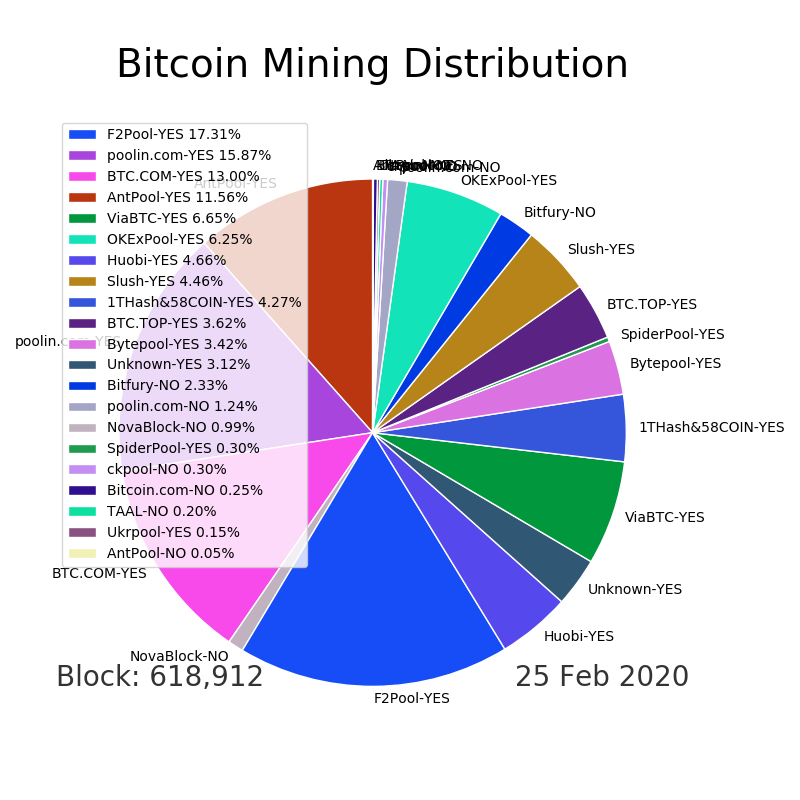 Bitcoin Mining Distribution
F2Pool-YES 17.31%
poolin.com-YES 15.87%
BTC.COM-YES 13.00%
AntPool-YES 11.56%
ViaBTC-YES 6.65%
OKExPool-YES 6.25%
Huobi-YES 4.66%
Slush-YES 4.46%
1THash&58COIN-YES 4.27%
BTC.TOP-YES 3.62%
Bytepool-YES 3.42%
Unknown-YES 3.12%
Bitfury-NO 2.33%
poolin.com-NO 1.24%
NovaBlock-NO 0.99%
SpiderPool-YES 0.30%
ckpool-NO 0.30%
Bitcoin.com-NO 0.25%
TAAL-NO 0.20%
Ukrpool-YES 0.15%
AntPool-NO 0.05%
poolin.com-NO
OKExPool-YES
Bitfury-NO
Slush-YES
BTC.TOP-YES
SpiderPool-YES
Bytepool-YES
1THash&58COIN-YES
ViaBTC-YES
Unknown-YES
Huobi-YES
F2Pool-YES
NovaBlock-NO
BTC.COM-YES
poolin.com-YES
AntPool-YES
Block: 618,912
25 Feb 2020